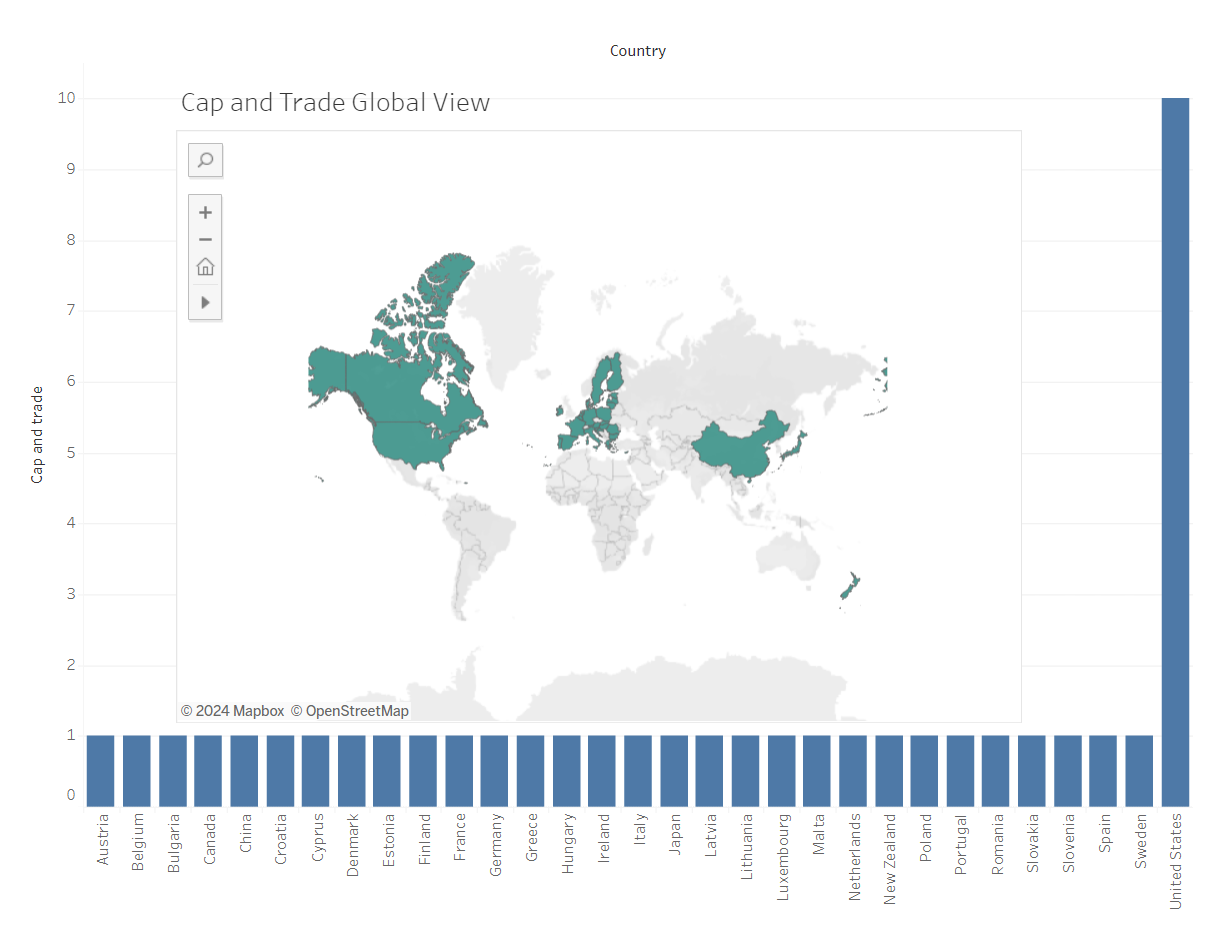 Country
Cap and Trade Global View
Cap and trade
10
9
8
7
6
5
4
3
2
1
0
© 2024 Mapbox © OpenStreetMap
Austria
Belgium
Bulgaria
Canada
China
Croatia
Cyprus
Denmark
Estonia
Finland
France
Germany
Greece
Hungary
Ireland
Italy
Japan
Latvia
Lithuania
Luxembourg
Malta
Netherlands
New Zealand
Poland
Portugal
Romania
Slovakia
Slovenia
Spain
Sweden
United States